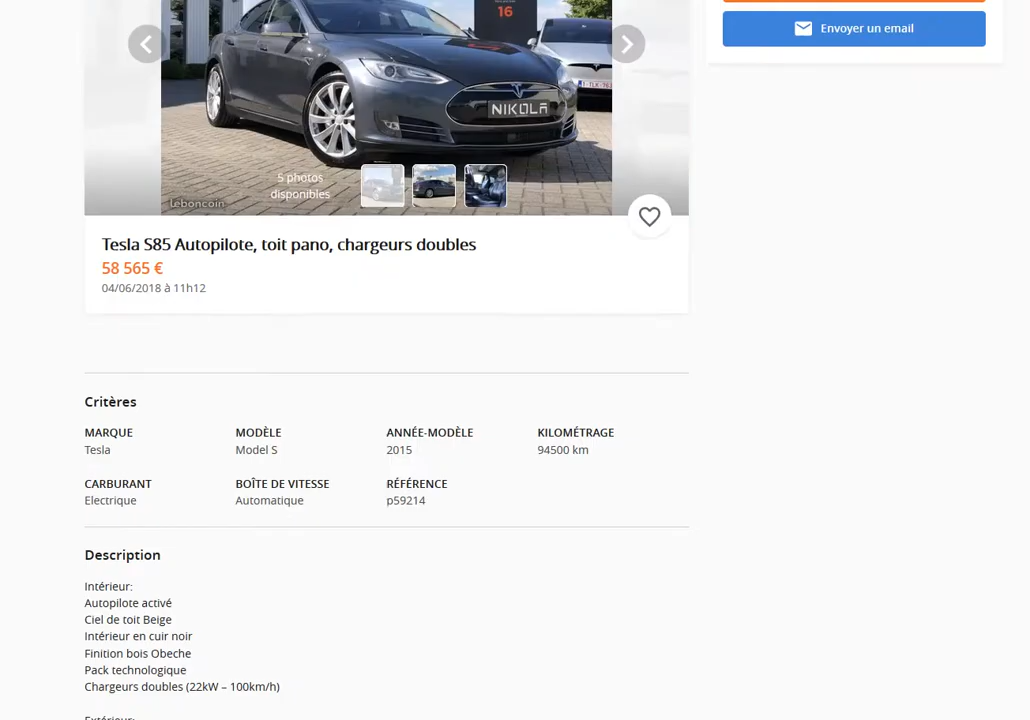 16
Envoyer un email
NIKOLA
5 photos
disponibles
Leboncoin
Tesla S85 Autopilote, toit pano, chargeurs doubles
58 565 €
04/06/2018 à 11h12
Critères
MARQUE
Tesla
MODÈLE
Model S
ANNÉE-MODÈLE
2015
KILOMÉTRAGE
94500 km
CARBURANT
Electrique
BOÎTE DE VITESSE
Automatique
RÉFÉRENCE
p59214
Description
Intérieur:
Autopilote activé
Ciel de toit Beige
Intérieur en cuir noir
Finition bois Obeche
Pack technologique
Chargeurs doubles (22kW – 100km/h)
Extérieur: